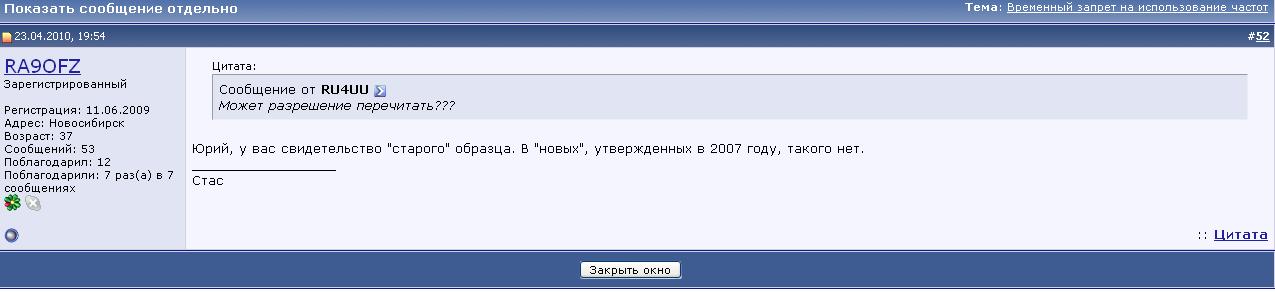 Показать сообщение отдельно
Тема: Временный запрет на использование частот
23.04.2010, 19:54
#52
RA9OFZ
Зарегистрированный
Регистрация: 11.06.2009
Адрес: Новосибирск
Возраст: 37
Сообщений: 53
Поблагодарил: 12
Поблагодарили: 7 раз(а) в 7
сообщениях
Цитата:
Сообщение от RU4UU
Может разрешение перечитать???
Юрий, у вас свидетельство "старого" образца. В "новых", утвержденных в 2007 году, такого нет.
Стас
:: Цитата
Закрыть окно